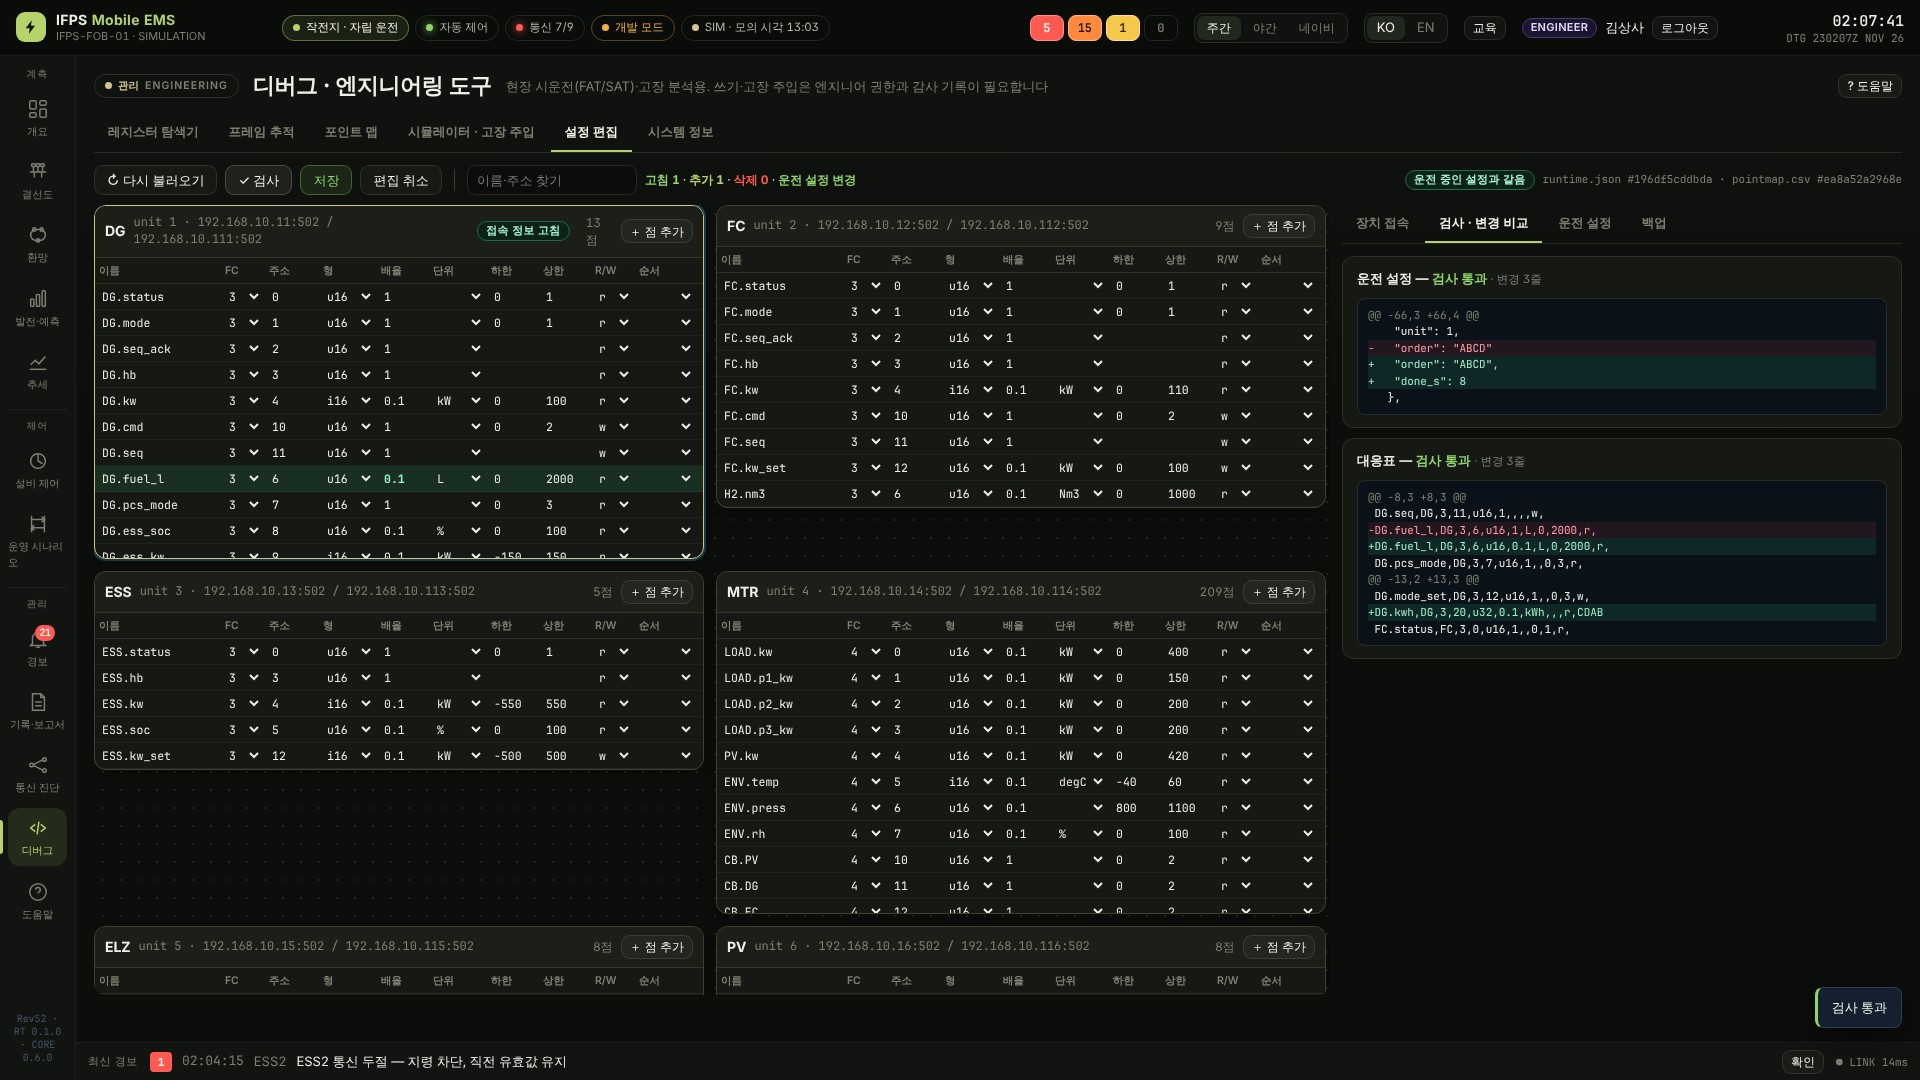 IFPS Mobile EMS
IFPS-FOB-01 · SIMULATION
작전지 · 자립 운전
자동 제어
통신 7/9
개발 모드
SIM · 모의 시각 13:03
5 15 1 0
주간 야간 네이비
KO EN
교육
ENGINEER 김상사 로그아웃
02:07:41
DTG 230207Z NOV 26
계측
개요
결선도
환망
발전·예측
추세
제어
설비 제어
운영 시나리오
관리
21
경보
기록·보고서
통신 진단
디버그
도움말
Rev52 · RT 0.1.0 · CORE 0.6.0
관리 ENGINEERING
디버그 · 엔지니어링 도구
현장 시운전(FAT/SAT)·고장 분석용. 쓰기·고장 주입은 엔지니어 권한과 감사 기록이 필요합니다
? 도움말
레지스터 탐색기 프레임 추적 포인트 맵 시뮬레이터 · 고장 주입 설정 편집 시스템 정보
↻ 다시 불러오기 ✓ 검사 저장 편집 취소 이름·주소 찾기 고침 1 · 추가 1 · 삭제 0 · 운전 설정 변경
운전 중인 설정과 같음 runtime.json #196df5cddbda · pointmap.csv #ea8a52a2968e
DG unit 1 · 192.168.10.11:502 / 192.168.10.111:502 접속 정보 고침 13점 + 점 추가
이름 FC 주소 형 배율 단위 하한 상한 R/W 순서
DG.status 3 0 u16 1 0 1 r
DG.mode 3 1 u16 1 0 1 r
DG.seq_ack 3 2 u16 1 r
DG.hb 3 3 u16 1 r
DG.kw 3 4 i16 0.1 kW 0 100 r
DG.cmd 3 10 u16 1 0 2 w
DG.seq 3 11 u16 1 w
DG.fuel_l 3 6 u16 0.1 L 0 2000 r
DG.pcs_mode 3 7 u16 1 0 3 r
DG.ess_soc 3 8 u16 0.1 % 0 100 r
DG.ess_kw 3 9 i16 0.1 kW -150 150 r
FC unit 2 · 192.168.10.12:502 / 192.168.10.112:502 9점 + 점 추가
이름 FC 주소 형 배율 단위 하한 상한 R/W 순서
FC.status 3 0 u16 1 0 1 r
FC.mode 3 1 u16 1 0 1 r
FC.seq_ack 3 2 u16 1 r
FC.hb 3 3 u16 1 r
FC.kw 3 4 i16 0.1 kW 0 110 r
FC.cmd 3 10 u16 1 0 2 w
FC.seq 3 11 u16 1 w
FC.kw_set 3 12 u16 0.1 kW 0 100 w
H2.nm3 3 6 u16 0.1 Nm3 0 1000 r
ESS unit 3 · 192.168.10.13:502 / 192.168.10.113:502 5점 + 점 추가
이름 FC 주소 형 배율 단위 하한 상한 R/W 순서
ESS.status 3 0 u16 1 0 1 r
ESS.hb 3 3 u16 1 r
ESS.kw 3 4 i16 0.1 kW -550 550 r
ESS.soc 3 5 u16 0.1 % 0 100 r
ESS.kw_set 3 12 i16 0.1 kW -500 500 w
MTR unit 4 · 192.168.10.14:502 / 192.168.10.114:502 209점 + 점 추가
이름 FC 주소 형 배율 단위 하한 상한 R/W 순서
LOAD.kw 4 0 u16 0.1 kW 0 400 r
LOAD.p1_kw 4 1 u16 0.1 kW 0 150 r
LOAD.p2_kw 4 2 u16 0.1 kW 0 200 r
LOAD.p3_kw 4 3 u16 0.1 kW 0 200 r
PV.kw 4 4 u16 0.1 kW 0 420 r
ENV.temp 4 5 i16 0.1 degC -40 60 r
ENV.press 4 6 u16 0.1 800 1100 r
ENV.rh 4 7 u16 0.1 % 0 100 r
CB.PV 4 10 u16 1 0 2 r
CB.DG 4 11 u16 1 0 2 r
CB.FC 4 12 u16 1 0 2 r
ELZ unit 5 · 192.168.10.15:502 / 192.168.10.115:502 8점 + 점 추가
이름 FC 주소 형 배율 단위 하한 상한 R/W 순서
PV unit 6 · 192.168.10.16:502 / 192.168.10.116:502 8점 + 점 추가
이름 FC 주소 형 배율 단위 하한 상한 R/W 순서
장치 접속 검사 · 변경 비교 운전 설정 백업
운전 설정 — 검사 통과 · 변경 3줄
@@ -66,3 +66,4 @@
"unit": 1,
- "order": "ABCD"
+ "order": "ABCD",
+ "done_s": 8
},
대응표 — 검사 통과 · 변경 3줄
@@ -8,3 +8,3 @@
DG.seq,DG,3,11,u16,1,,,,w,
-DG.fuel_l,DG,3,6,u16,1,L,0,2000,r,
+DG.fuel_l,DG,3,6,u16,0.1,L,0,2000,r,
DG.pcs_mode,DG,3,7,u16,1,,0,3,r,
@@ -13,2 +13,3 @@
DG.mode_set,DG,3,12,u16,1,,0,3,w,
+DG.kwh,DG,3,20,u32,0.1,kWh,,,r,CDAB
FC.status,FC,3,0,u16,1,,0,1,r,
검사 통과
최신 경보 1 02:04:15 ESS2 ESS2 통신 두절 — 지령 차단, 직전 유효값 유지
확인 LINK 14ms